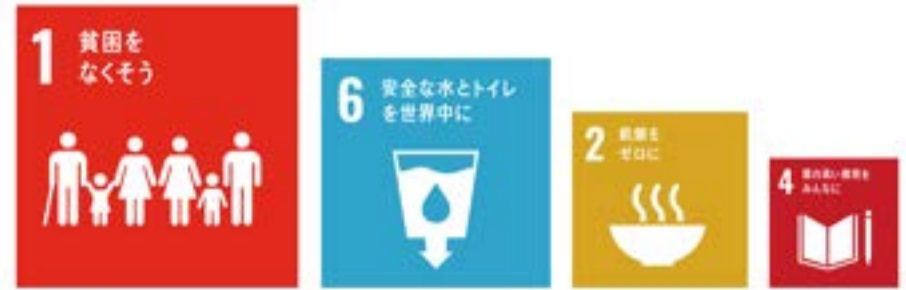 1 貧困を
なくそう
6 安全な水とトイレ
を世界中に
2 飢餓を
ゼロに
4 質の高い教育を
みんなに